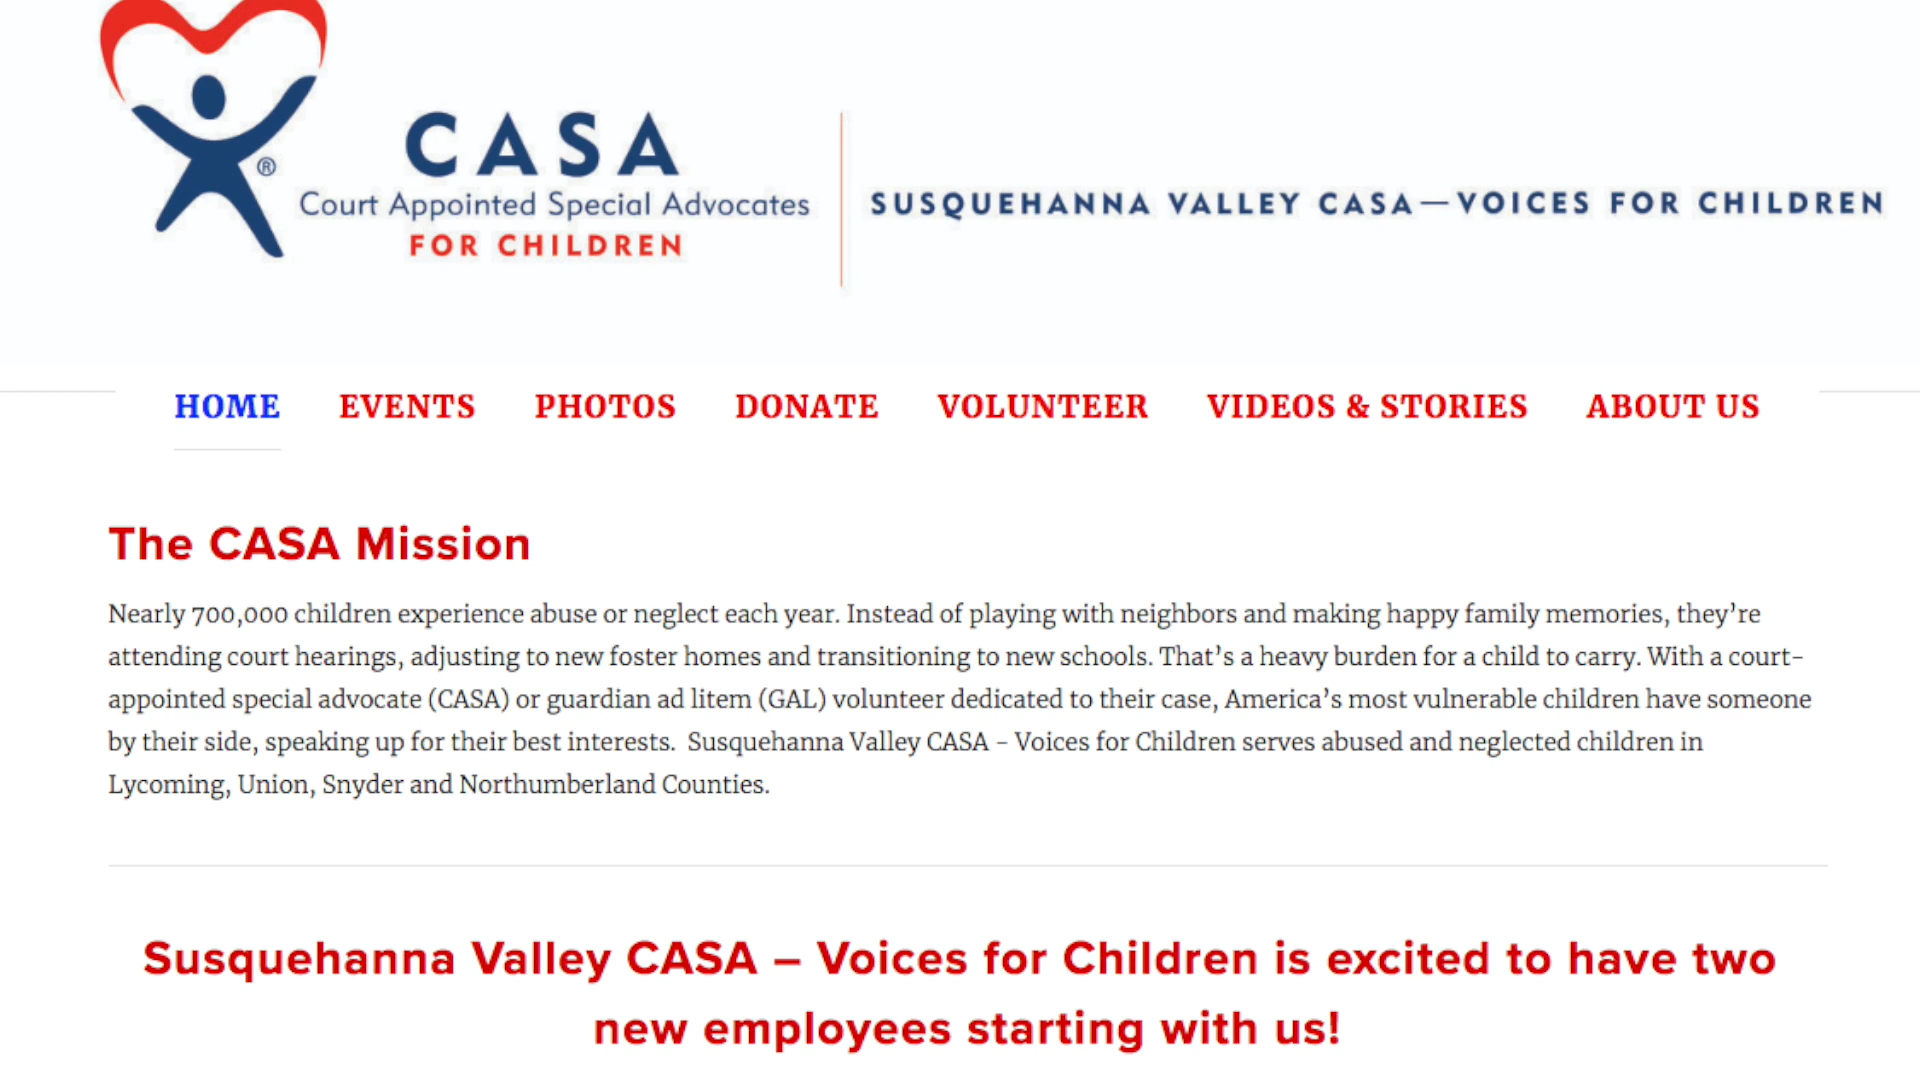 CASA
®
Court Appointed Special Advocates
FOR CHILDREN
SUSQUEHANNA VALLEY CASA—VOICES FOR CHILDREN
HOME EVENTS PHOTOS DONATE VOLUNTEER VIDEOS & STORIES ABOUT US
The CASA Mission
Nearly 700,000 children experience abuse or neglect each year. Instead of playing with neighbors and making happy family memories, they’re
attending court hearings, adjusting to new foster homes and transitioning to new schools. That’s a heavy burden for a child to carry. With a court-
appointed special advocate (CASA) or guardian ad litem (GAL) volunteer dedicated to their case, America’s most vulnerable children have someone
by their side, speaking up for their best interests.  Susquehanna Valley CASA – Voices for Children serves abused and neglected children in
Lycoming, Union, Snyder and Northumberland Counties.
Susquehanna Valley CASA – Voices for Children is excited to have two
new employees starting with us!